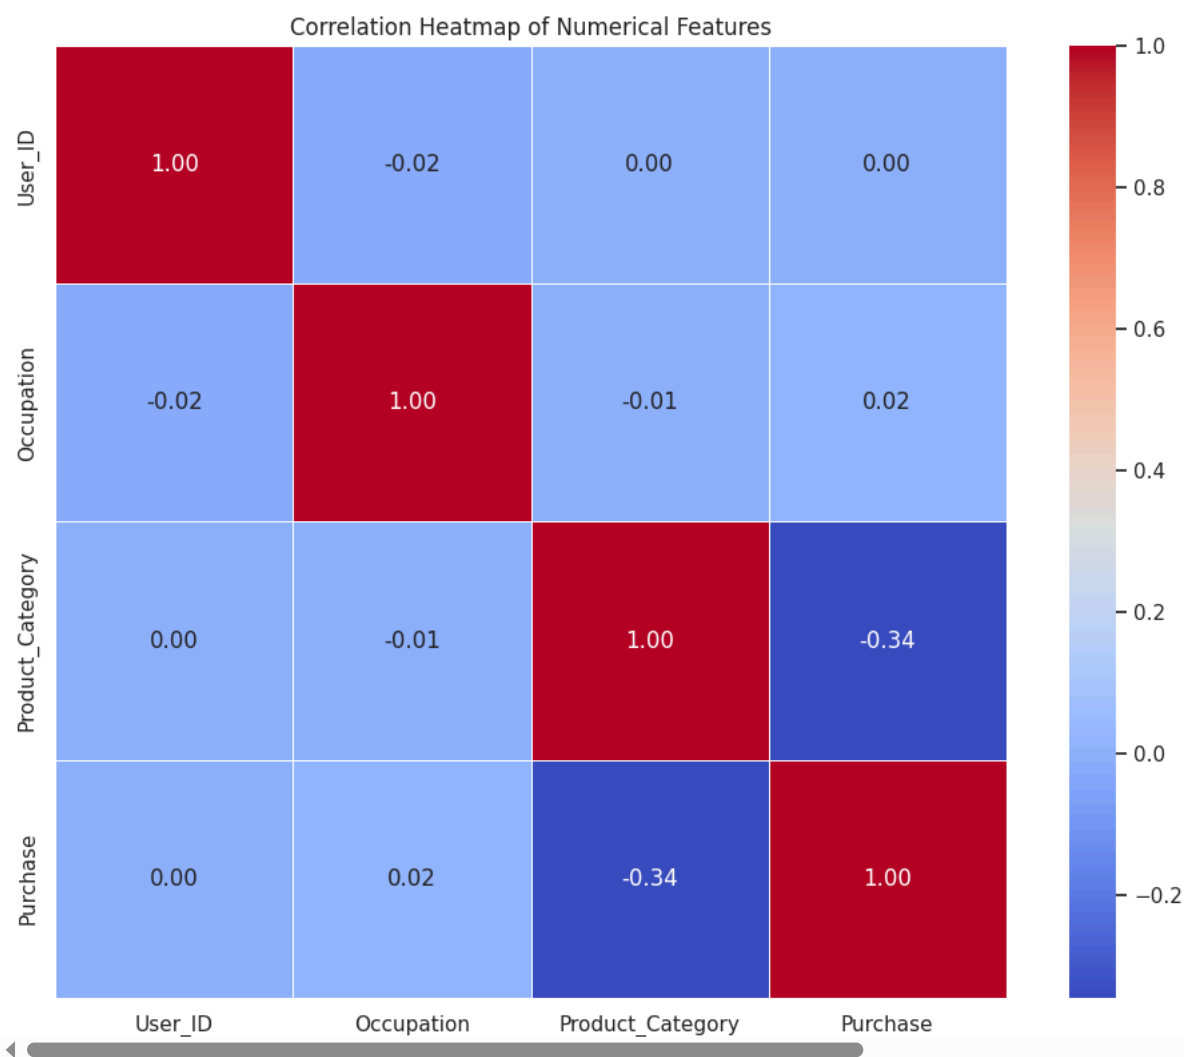 Correlation Heatmap of Numerical Features
User_ID 1.00 -0.02 0.00 0.00
Occupation -0.02 1.00 -0.01 0.02
Product_Category 0.00 -0.01 1.00 -0.34
Purchase 0.00 0.02 -0.34 1.00
User_ID Occupation Product_Category Purchase
1.0
0.8
0.6
0.4
0.2
0.0
−0.2